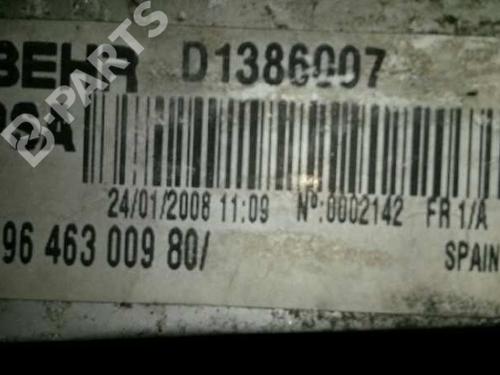 BEHR D1386007
24/01/2008 11:09 Nº:0002142 FR 1/A
96 463 009 80/ SPAIN
B-PARTS